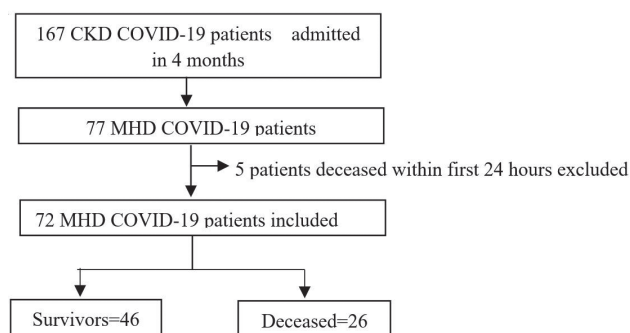 167 CKD COVID-19 patients admitted
in 4 months
77 MHD COVID-19 patients
5 patients deceased within first 24 hours excluded
72 MHD COVID-19 patients included
Survivors=46
Deceased=26